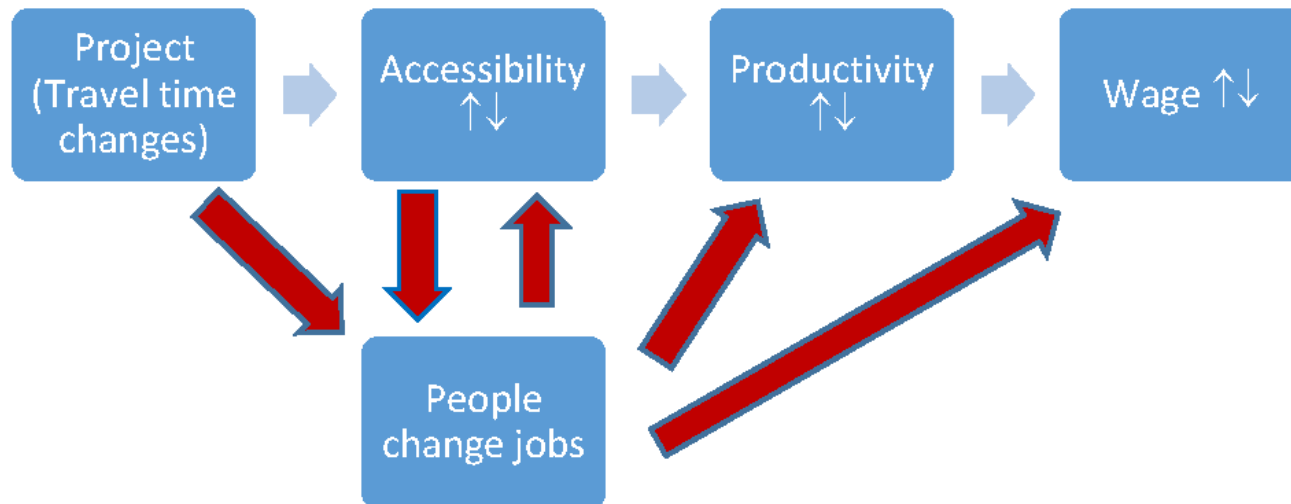 Project
(Travel time
changes)
Accessibility
↑↓
Productivity
↑↓
Wage ↑↓
People
change jobs